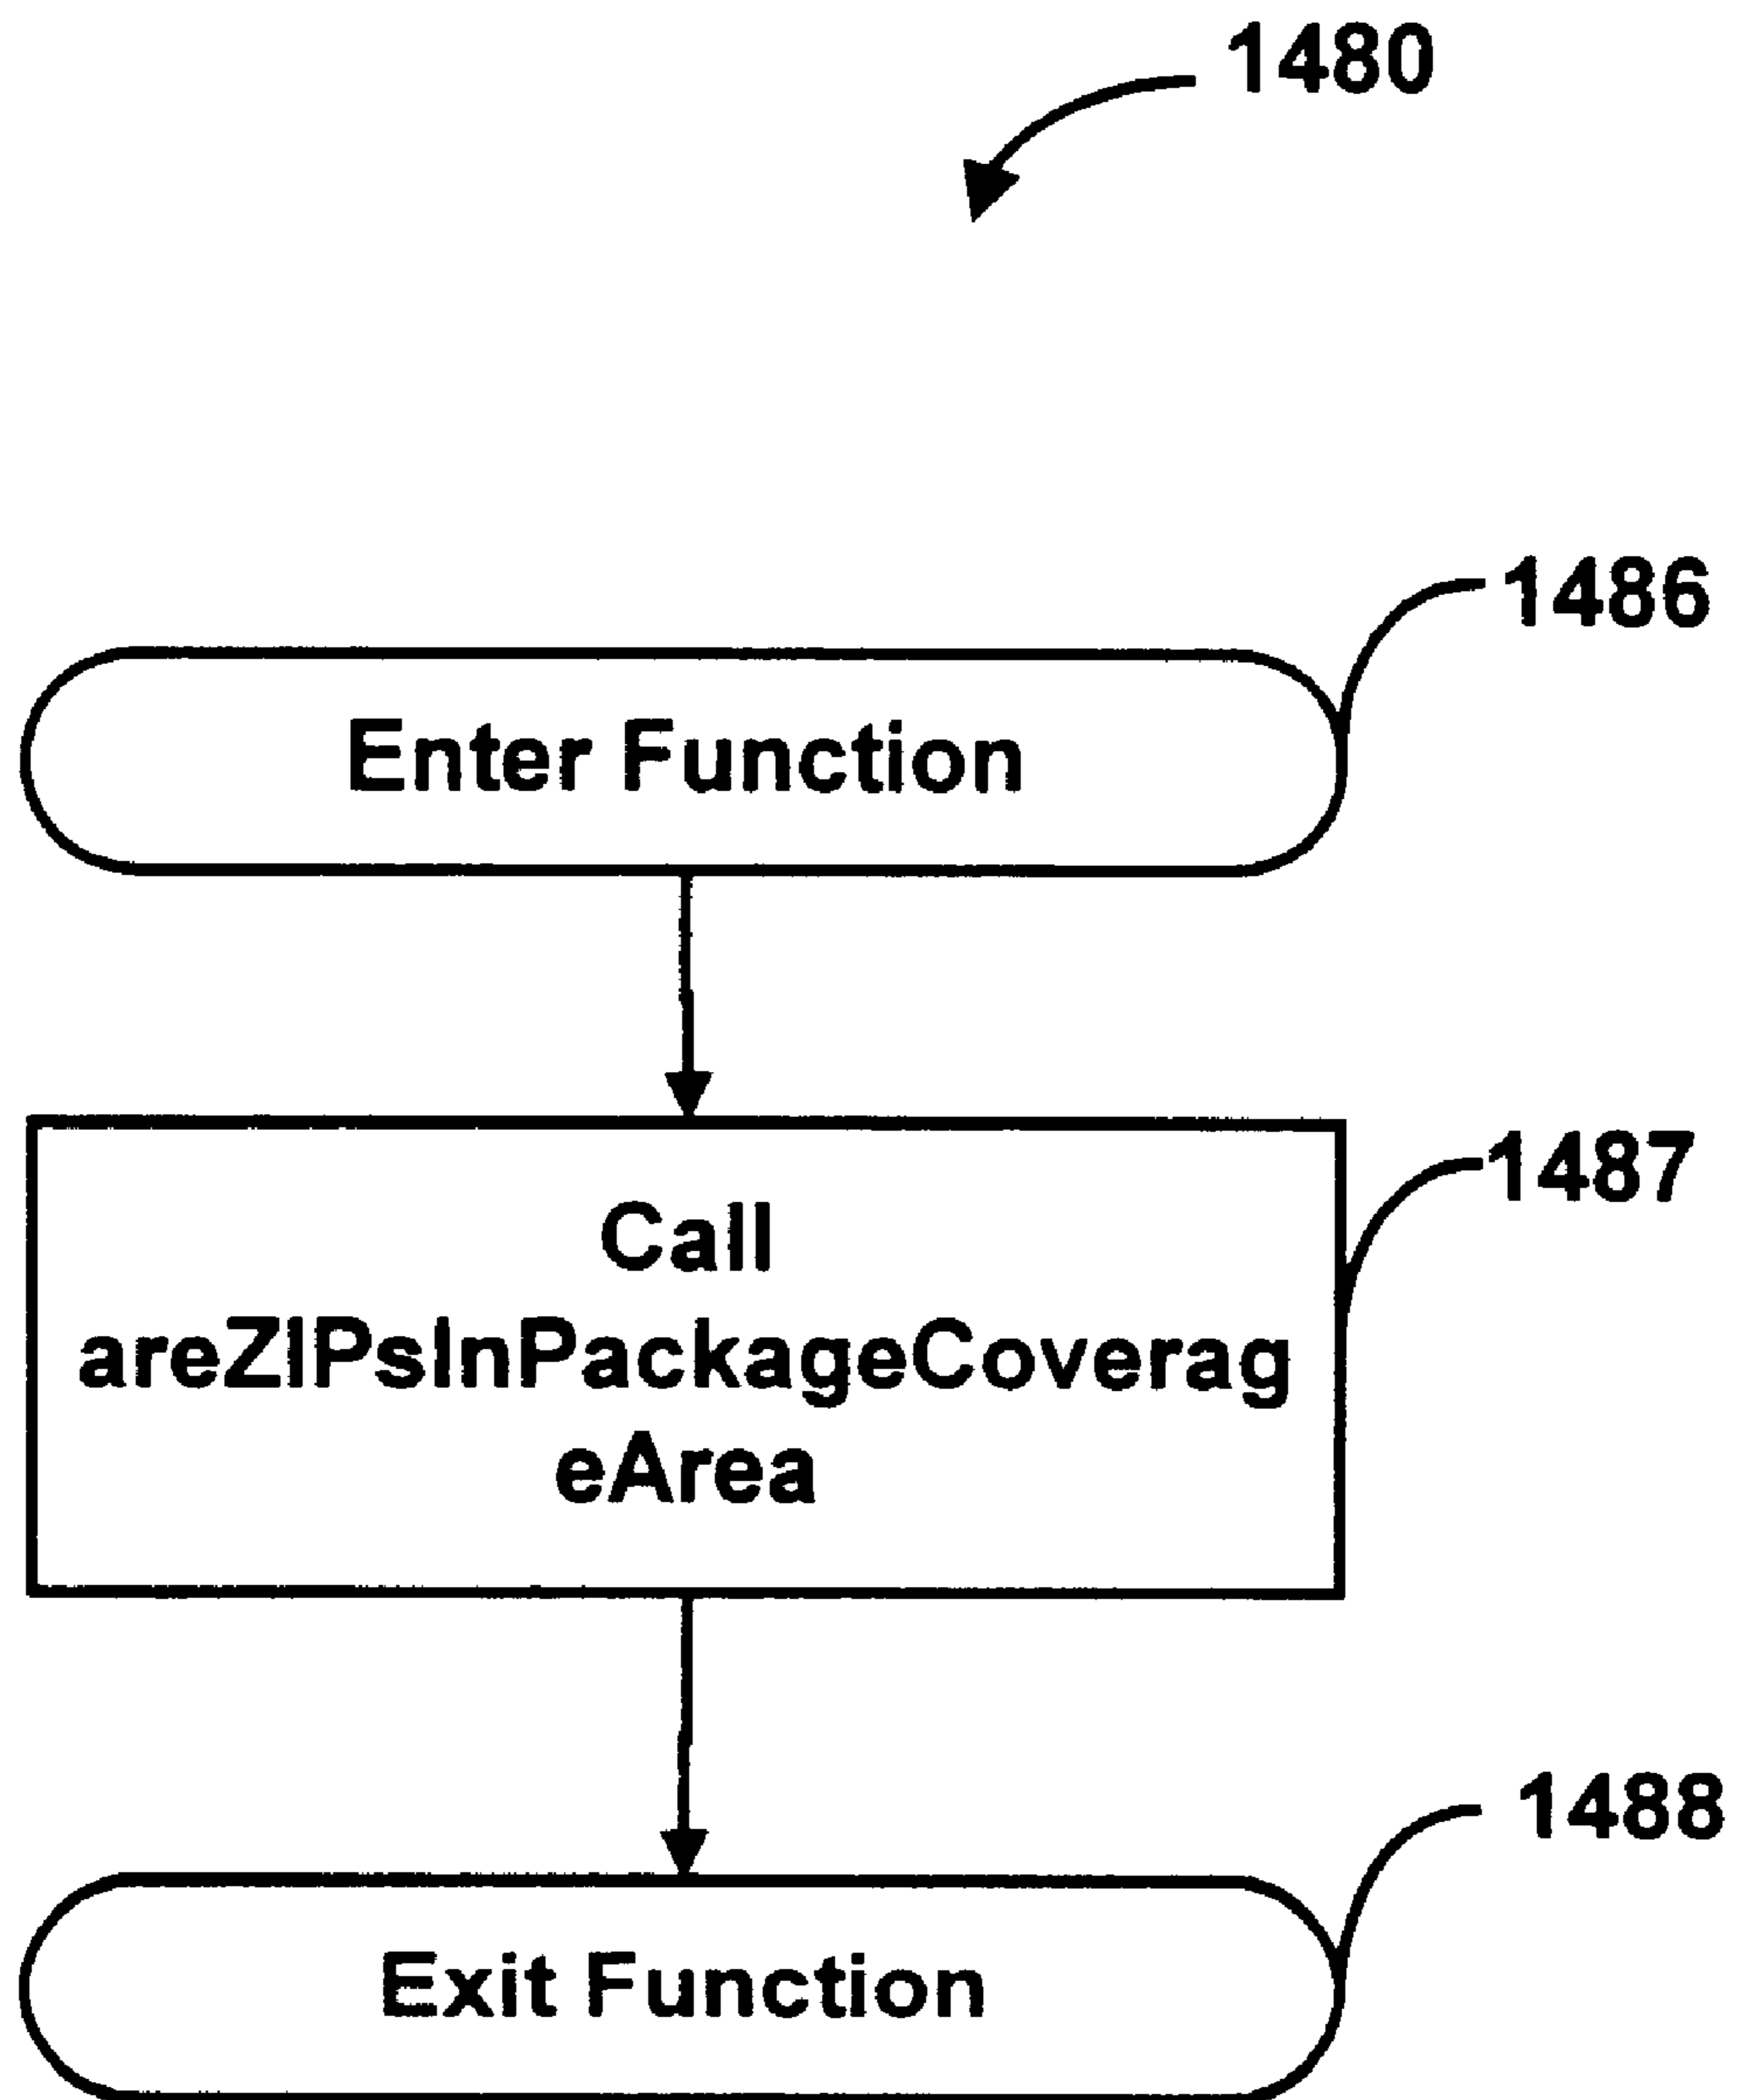 1480
1486
Enter Function
1487
Call
areZIPsInPackageCoverag
eArea
1488
Exit Function